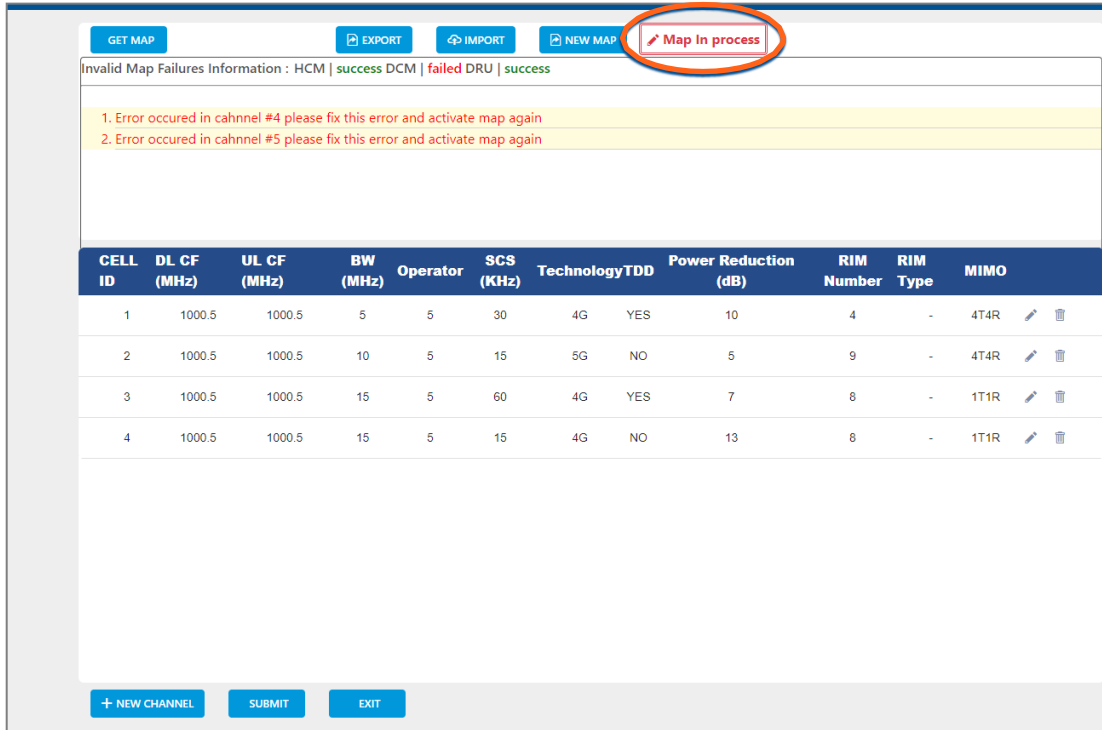 GET MAP EXPORT IMPORT NEW MAP Map In process
Invalid Map Failures Information : HCM | success DCM | failed DRU | success
1. Error occured in cahnnel #4 please fix this error and activate map again
2. Error occured in cahnnel #5 please fix this error and activate map again
CELL ID DL CF (MHz) UL CF (MHz) BW (MHz) Operator SCS (KHz) Technology TDD Power Reduction (dB) RIM Number RIM Type MIMO
1 1000.5 1000.5 5 5 30 4G YES 10 4 - 4T4R
2 1000.5 1000.5 10 5 15 5G NO 5 9 - 4T4R
3 1000.5 1000.5 15 5 60 4G YES 7 8 - 1T1R
4 1000.5 1000.5 15 5 15 4G NO 13 8 - 1T1R
+ NEW CHANNEL SUBMIT EXIT